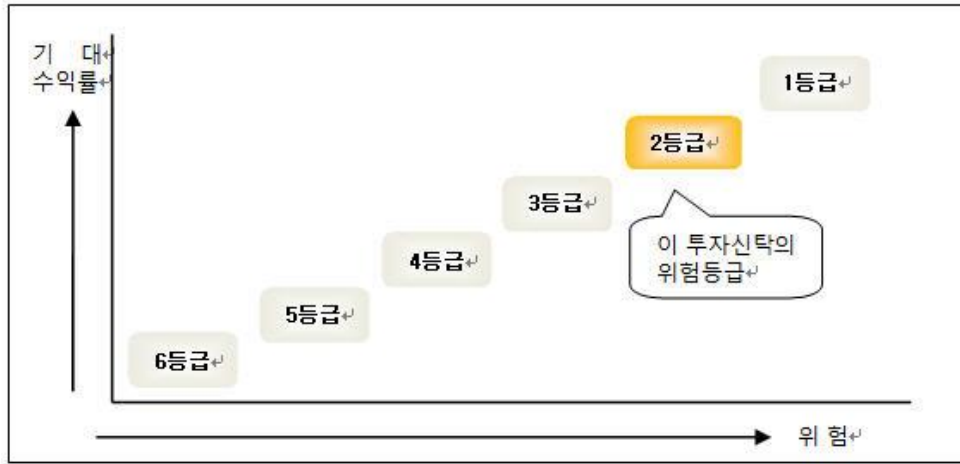 기 대
수익률
1등급
2등급
3등급
이 투자신탁의
위험등급
4등급
5등급
6등급
위 험